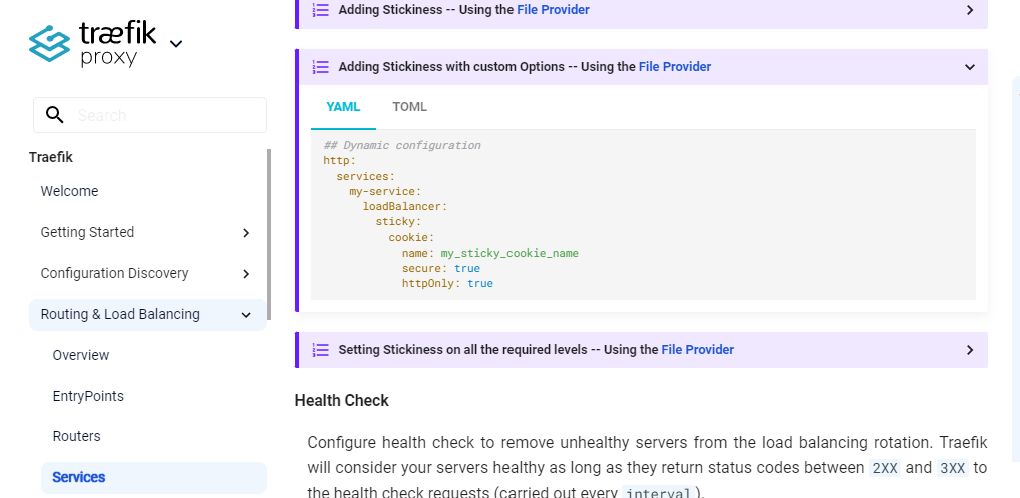 træfik
proxy
Search
Traefik
Welcome
Getting Started
Configuration Discovery
Routing & Load Balancing
Overview
EntryPoints
Routers
Services
Adding Stickiness -- Using the File Provider
Adding Stickiness with custom Options -- Using the File Provider
YAML TOML
## Dynamic configuration
http:
  services:
    my-service:
      loadBalancer:
        sticky:
          cookie:
            name: my_sticky_cookie_name
            secure: true
            httpOnly: true
Setting Stickiness on all the required levels -- Using the File Provider
Health Check
Configure health check to remove unhealthy servers from the load balancing rotation. Traefik
will consider your servers healthy as long as they return status codes between 2XX and 3XX to
the health check requests (carried out every interval).